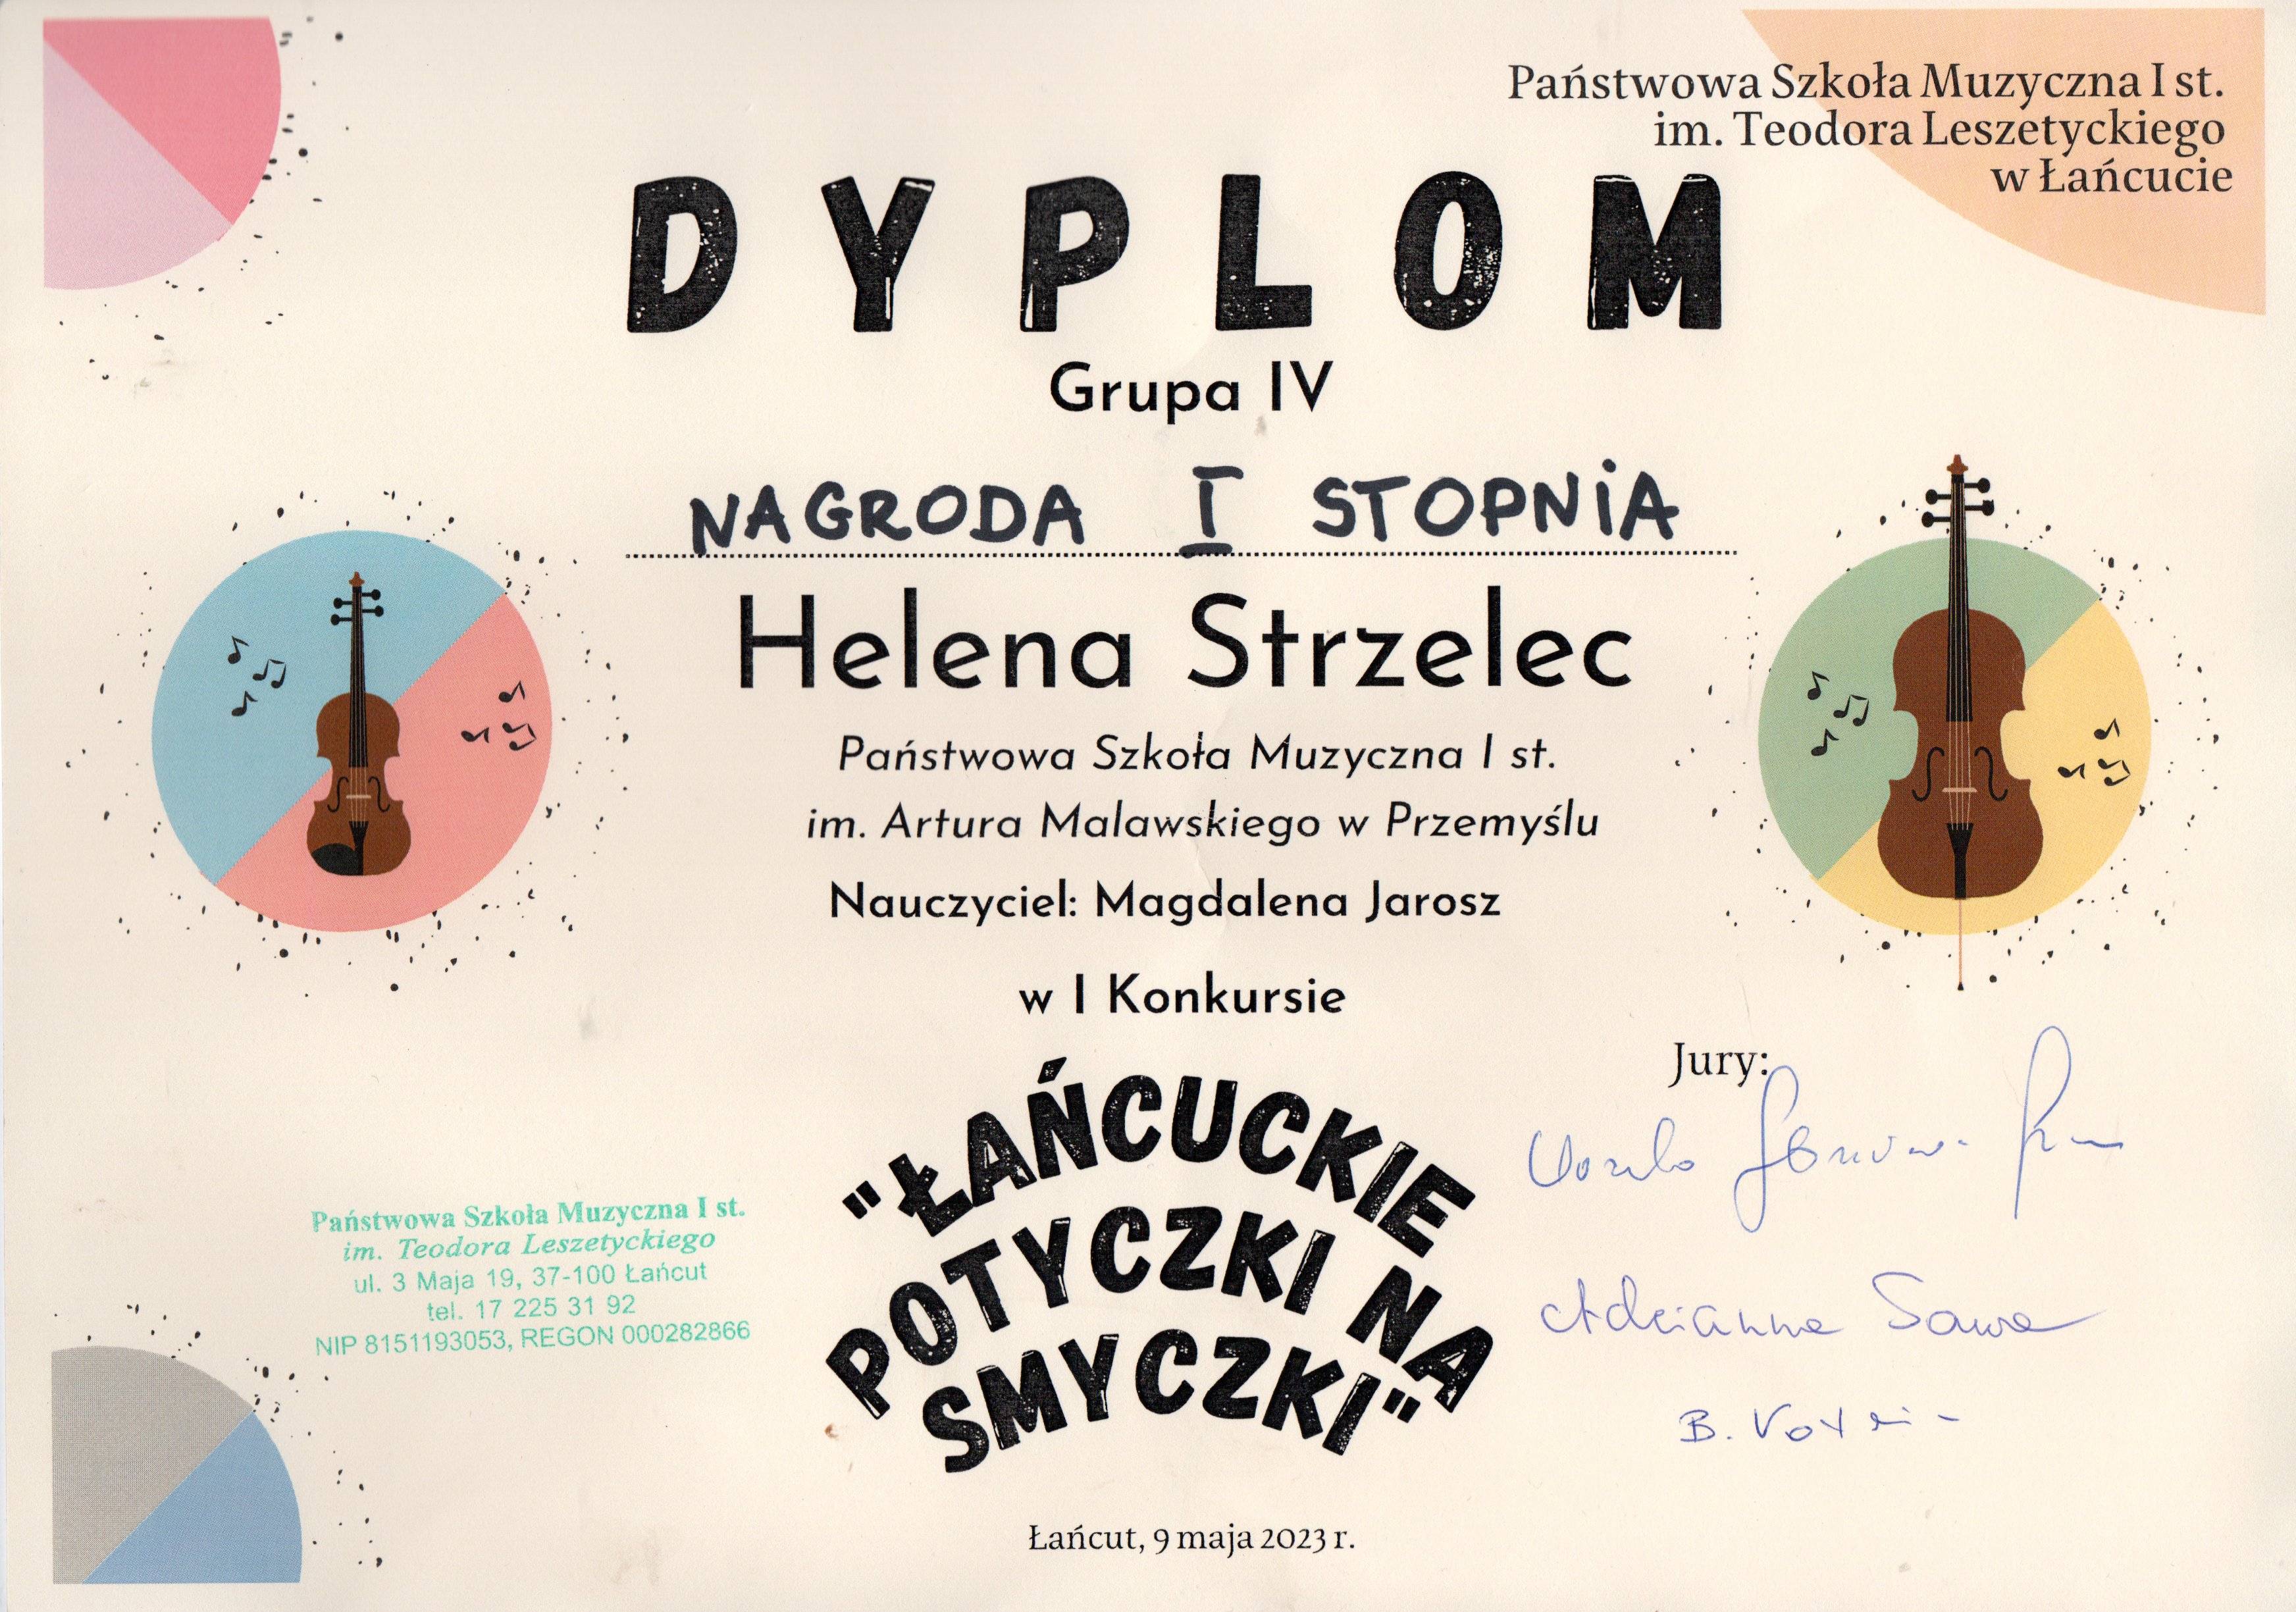 Państwowa Szkoła Muzyczna I st.
im. Teodora Leszetyckiego
w Łańcucie
DYPLOM
Grupa IV
NAGRODA I STOPNIA
Helena Strzelec
Państwowa Szkoła Muzyczna I st.
im. Artura Malawskiego w Przemyślu
Nauczyciel: Magdalena Jarosz
w I Konkursie
"ŁAŃCUCKIE
POTYCZKI NA
SMYCZKI"
Jury:
Adrianna Sawa
B.
Państwowa Szkoła Muzyczna I st.
im. Teodora Leszetyckiego
ul. 3 Maja 19, 37-100 Łańcut
tel. 17 225 31 92
NIP 8151193053, REGON 000282866
Łańcut, 9 maja 2023 r.